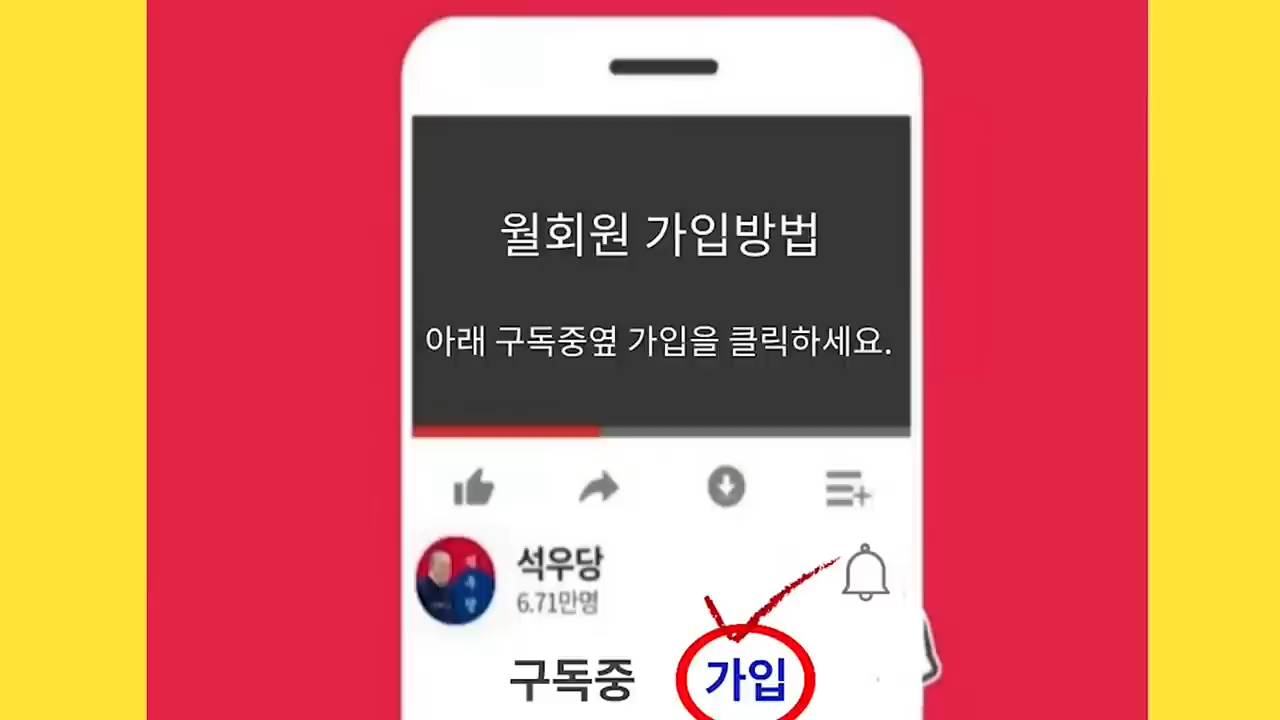 월회원 가입방법
아래 구독중옆 가입을 클릭하세요.
석우당
6.71만명
구독중 가입